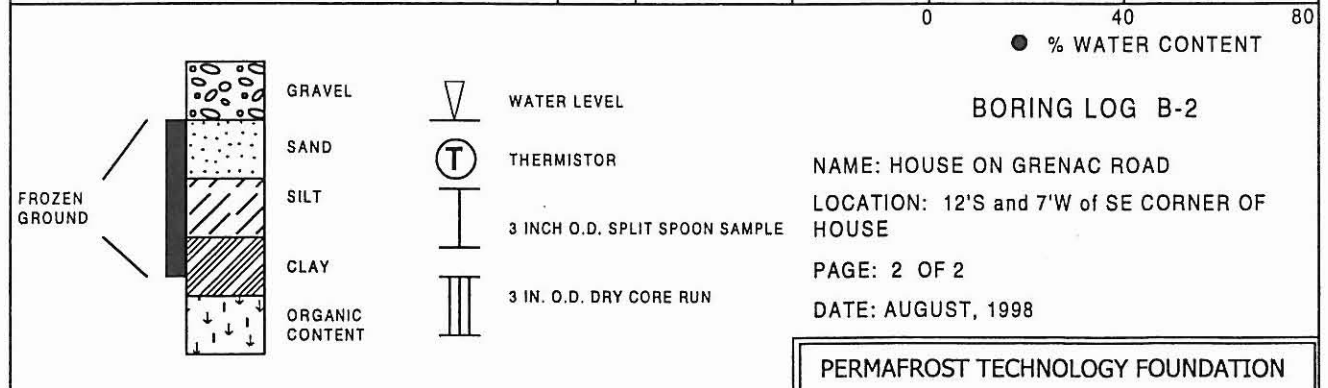 0 40 80
% WATER CONTENT
GRAVEL
SAND
SILT
CLAY
ORGANIC
CONTENT
FROZEN
GROUND
WATER LEVEL
T THERMISTOR
3 INCH O.D. SPLIT SPOON SAMPLE
3 IN. O.D. DRY CORE RUN
BORING LOG B-2
NAME: HOUSE ON GRENAC ROAD
LOCATION: 12'S and 7'W of SE CORNER OF
HOUSE
PAGE: 2 OF 2
DATE: AUGUST, 1998
PERMAFROST TECHNOLOGY FOUNDATION